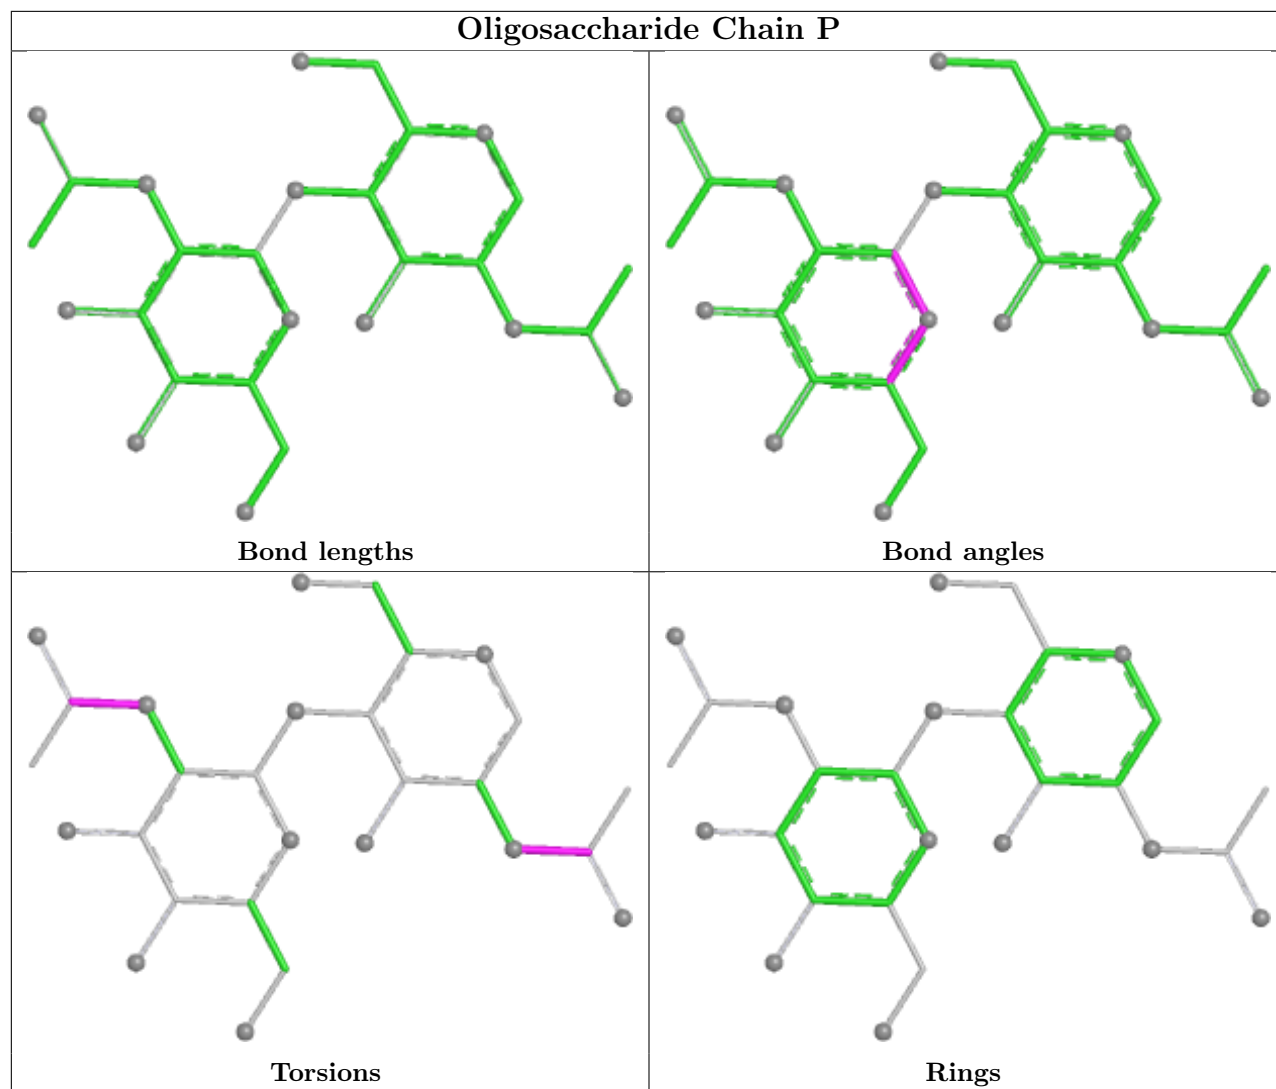 Oligosaccharide Chain P
Bond lengths
Bond angles
Torsions
Rings